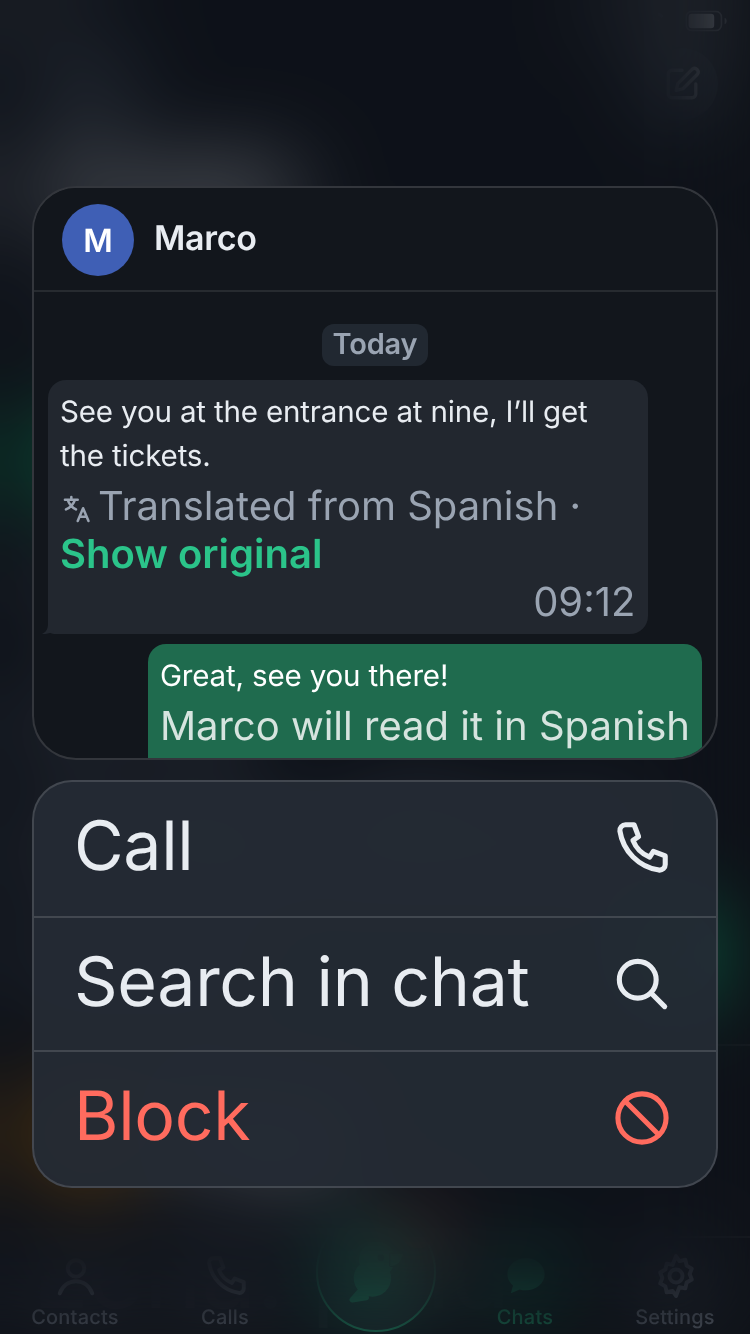 M
Marco
Today
See you at the entrance at nine, I’ll get
the tickets.
Translated from Spanish ·
Show original
09:12
Great, see you there!
Marco will read it in Spanish
Call
Search in chat
Block
Contacts
Calls
Chats
Settings